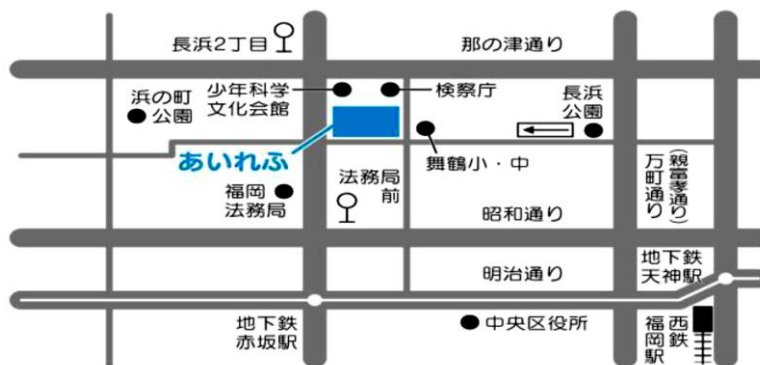 長浜2丁目
那の津通り
少年科学
文化会館
検察庁
浜の町
公園
長浜
公園
あいれふ
舞鶴小・中
法務局
前
福岡
法務局
万町通り
(親富孝通り)
昭和通り
地下鉄
天神駅
明治通り
地下鉄
赤坂駅
中央区役所
西鉄
福岡駅